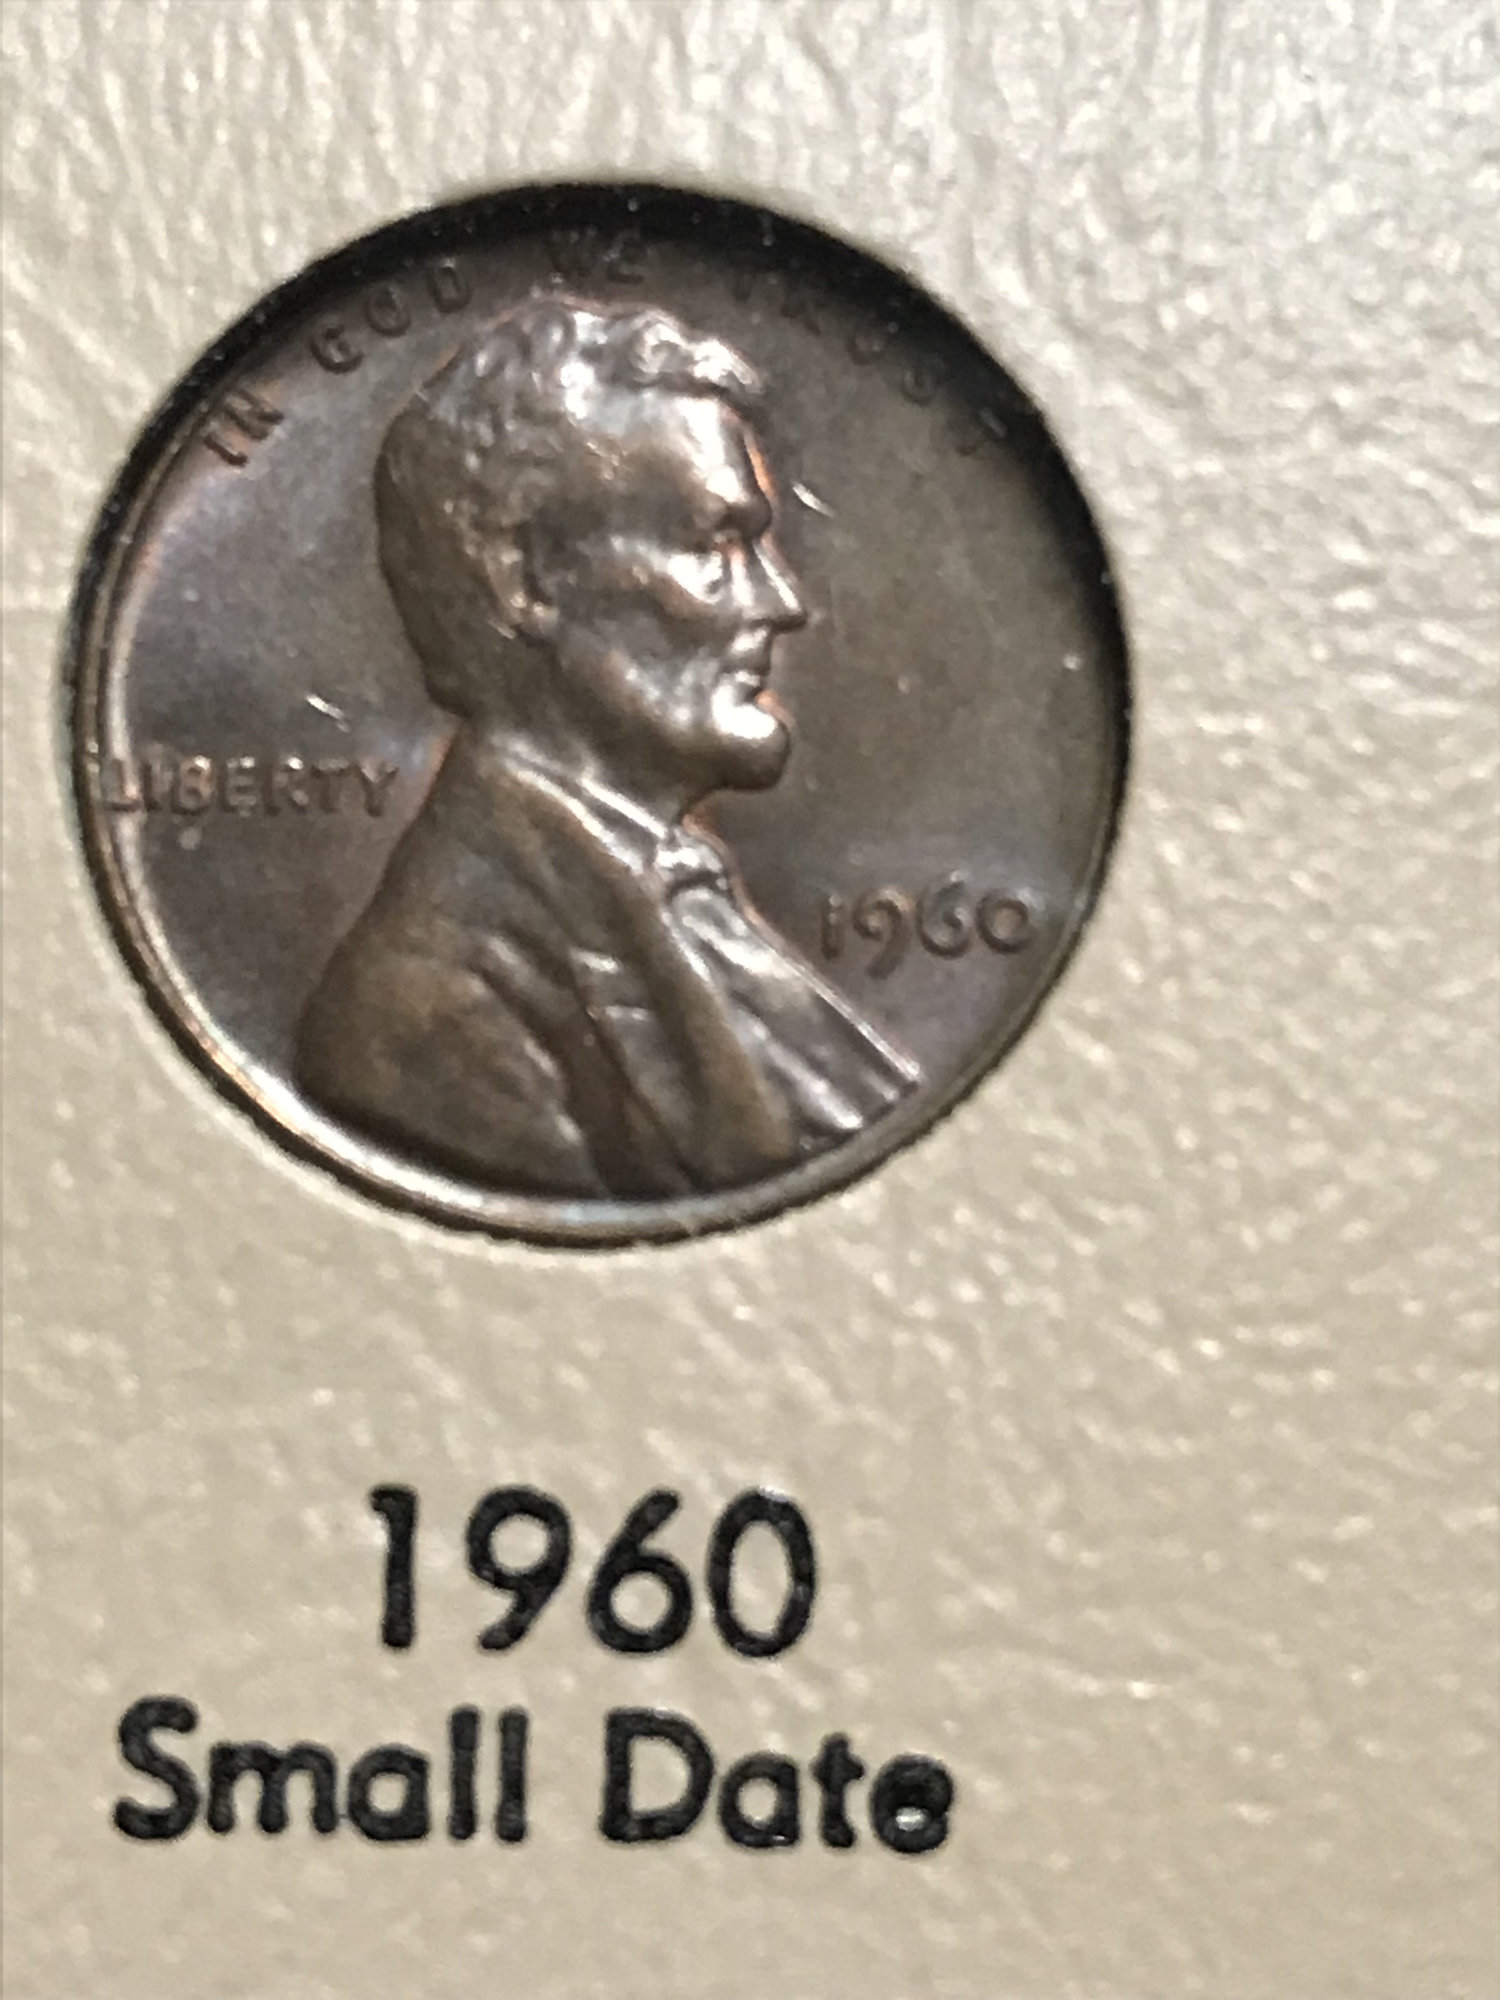 IN GOD WE TRUST
LIBERTY
1960
1960
Small Date